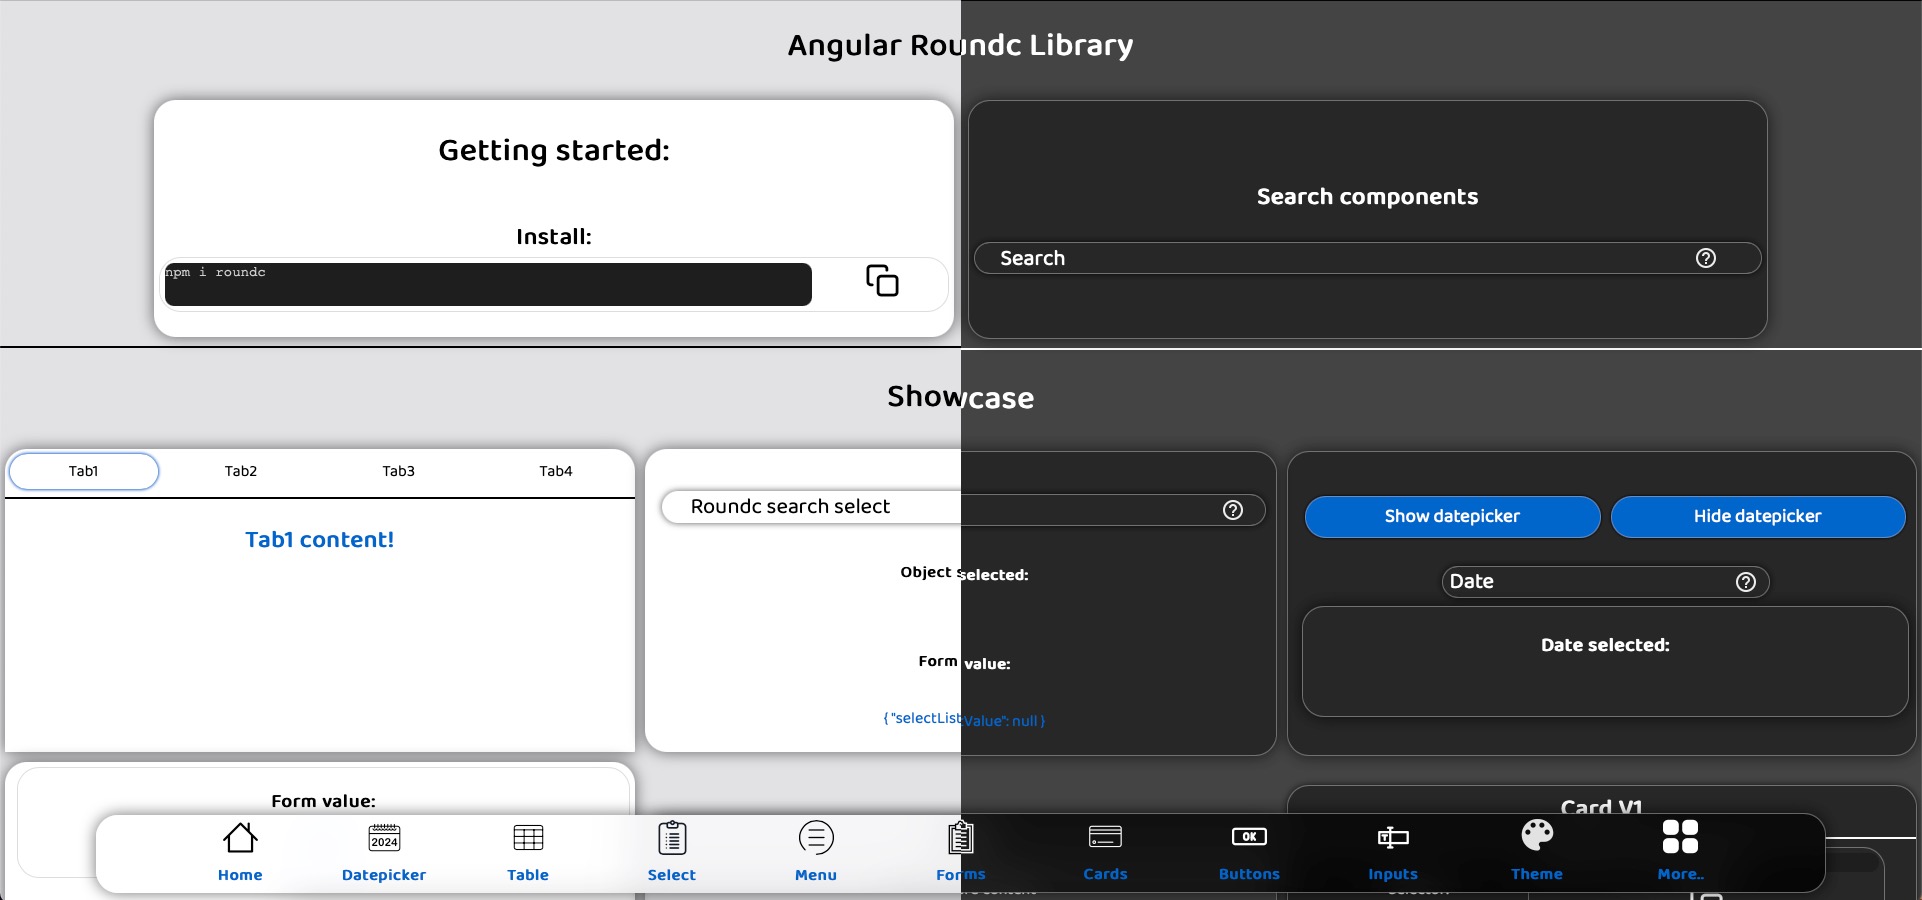 Angular Roundc Library
Getting started:
Install:
npm i roundc
Search components
Search
Showcase
Tab1 Tab2 Tab3 Tab4
Tab1 content!
Roundc search select
Object selected:
Form value:
{ "selectListValue": null }
Show datepicker Hide datepicker
Date
Date selected:
Form value:
Card V1
2024
OK
Home Datepicker Table Select Menu Forms Cards Buttons Inputs Theme More..